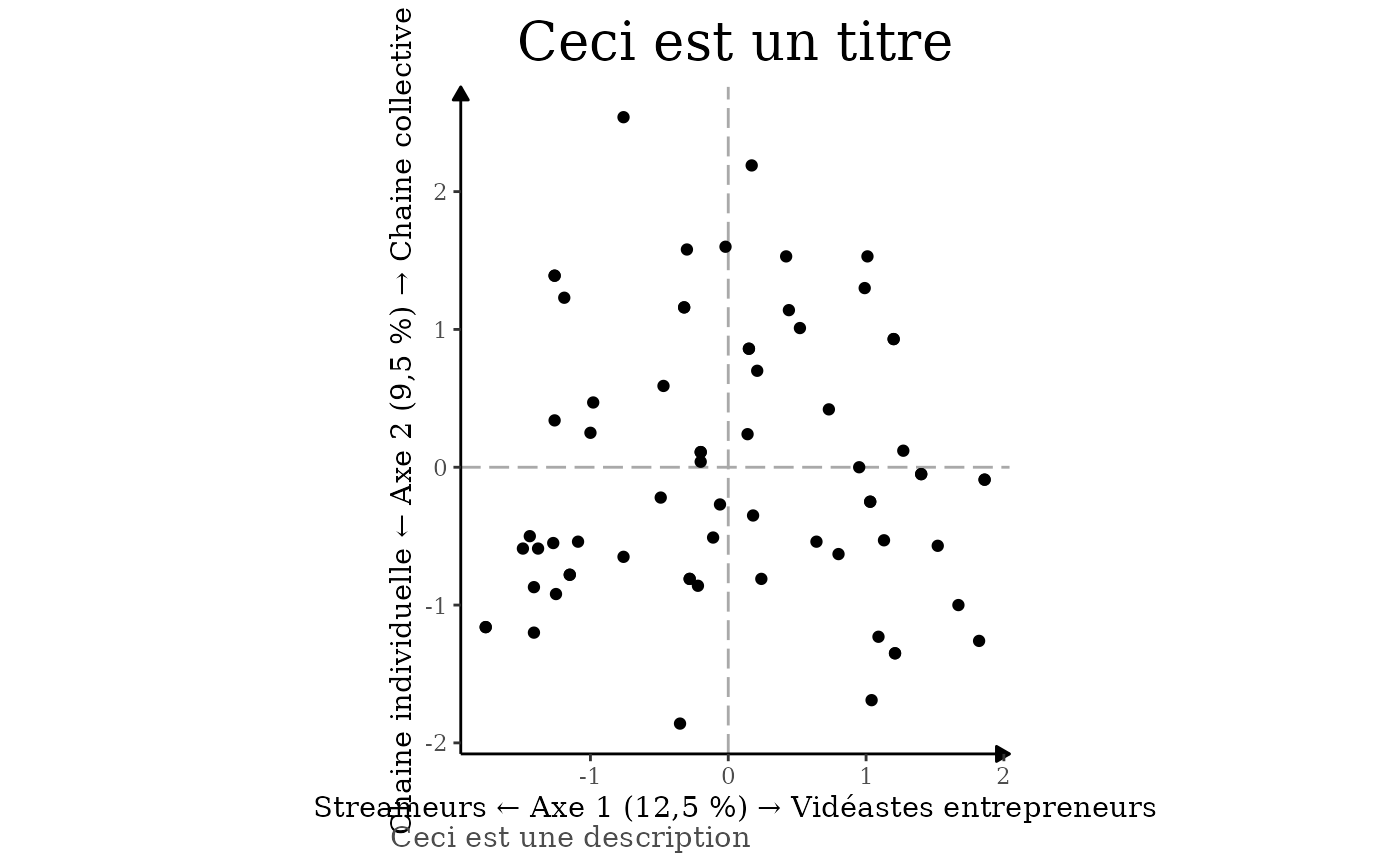 Ceci est un titre
Chaine individuelle ← Axe 2 (9,5 %) → Chaine collective
2
1
0
-1
-2
-1
0
1
2
Streameurs ← Axe 1 (12,5 %) → Vidéastes entrepreneurs
Ceci est une description